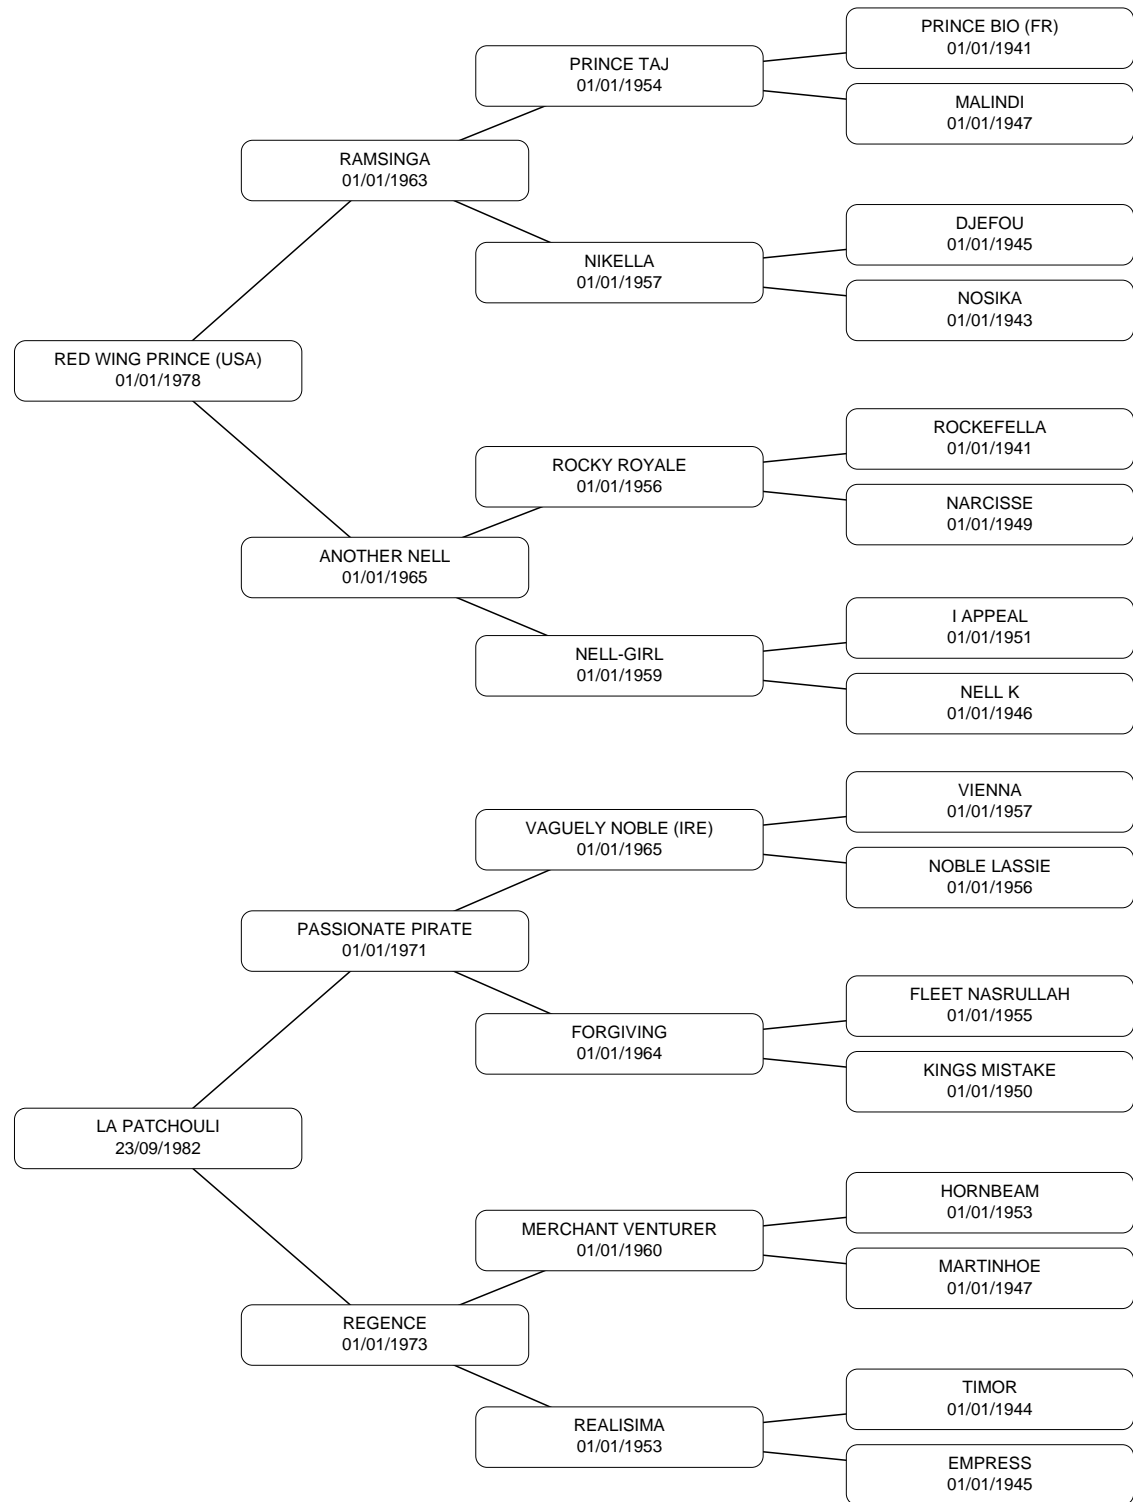 PRINCE BIO (FR)
01/01/1941
PRINCE TAJ
01/01/1954
MALINDI
01/01/1947
RAMSINGA
01/01/1963
DJEFOU
01/01/1945
NIKELLA
01/01/1957
NOSIKA
01/01/1943
RED WING PRINCE (USA)
01/01/1978
ROCKEFELLA
01/01/1941
ROCKY ROYALE
01/01/1956
NARCISSE
01/01/1949
ANOTHER NELL
01/01/1965
I APPEAL
01/01/1951
NELL-GIRL
01/01/1959
NELL K
01/01/1946
VIENNA
01/01/1957
VAGUELY NOBLE (IRE)
01/01/1965
NOBLE LASSIE
01/01/1956
PASSIONATE PIRATE
01/01/1971
FLEET NASRULLAH
01/01/1955
FORGIVING
01/01/1964
KINGS MISTAKE
01/01/1950
LA PATCHOULI
23/09/1982
HORNBEAM
01/01/1953
MERCHANT VENTURER
01/01/1960
MARTINHOE
01/01/1947
REGENCE
01/01/1973
TIMOR
01/01/1944
REALISIMA
01/01/1953
EMPRESS
01/01/1945